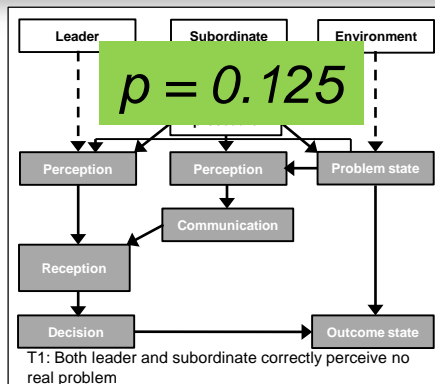 Leader
Subordinate
Environment
p = 0.125
Perception
Perception
Problem state
Communication
Reception
Decision
Outcome state
T1: Both leader and subordinate correctly perceive no
real problem